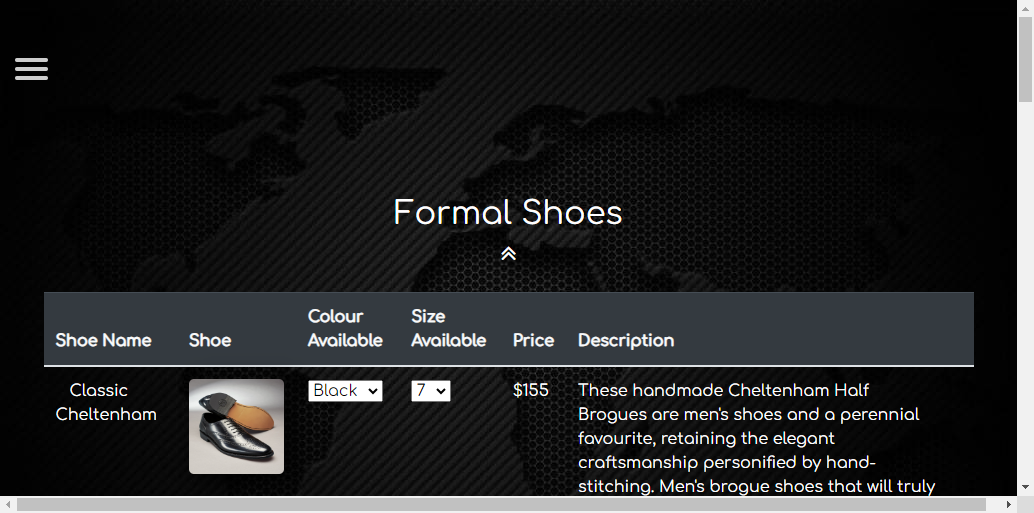 Formal Shoes
Shoe Name Shoe Colour Available Size Available Price Description
Classic Cheltenham
Black
7
$155
These handmade Cheltenham Half
Brogues are men's shoes and a perennial
favourite, retaining the elegant
craftsmanship personified by hand-
stitching. Men's brogue shoes that will truly